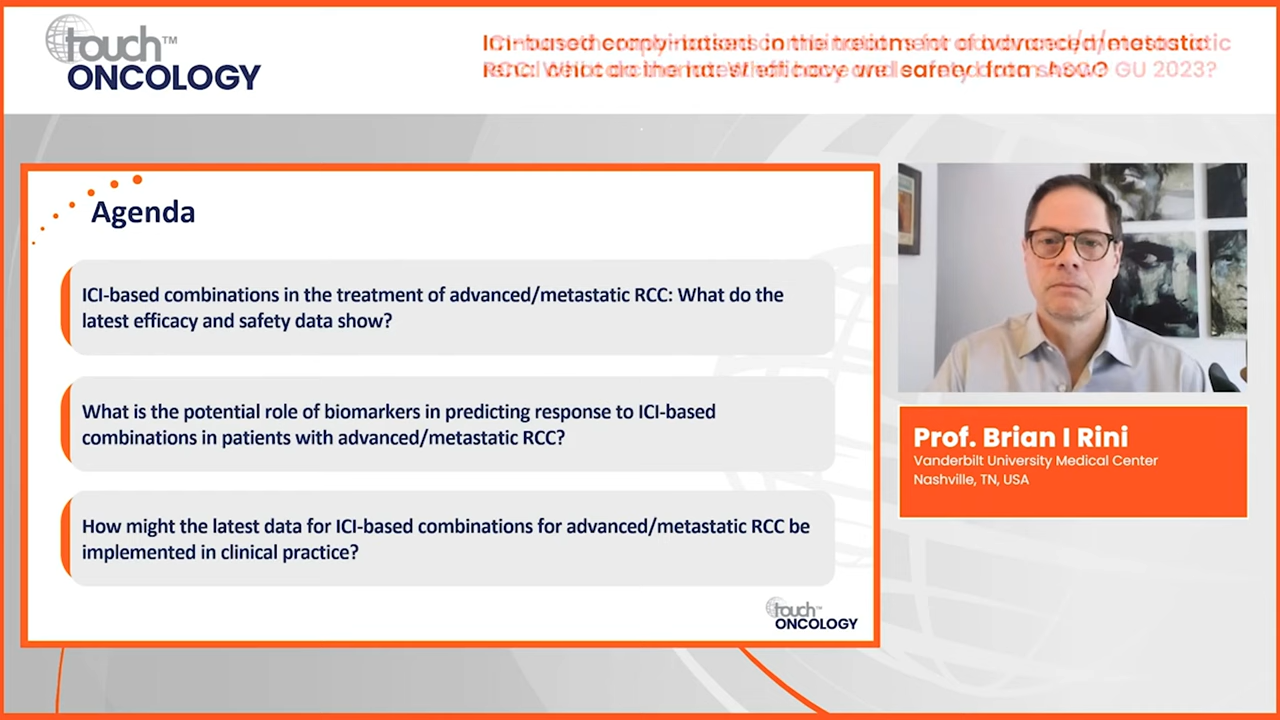 touch™
ONCOLOGY
Agenda
ICI-based combinations in the treatment of advanced/metastatic RCC: What do the
latest efficacy and safety data show?
What is the potential role of biomarkers in predicting response to ICI-based
combinations in patients with advanced/metastatic RCC?
How might the latest data for ICI-based combinations for advanced/metastatic RCC be
implemented in clinical practice?
touch™
ONCOLOGY
Prof. Brian I Rini
Vanderbilt University Medical Center
Nashville, TN, USA